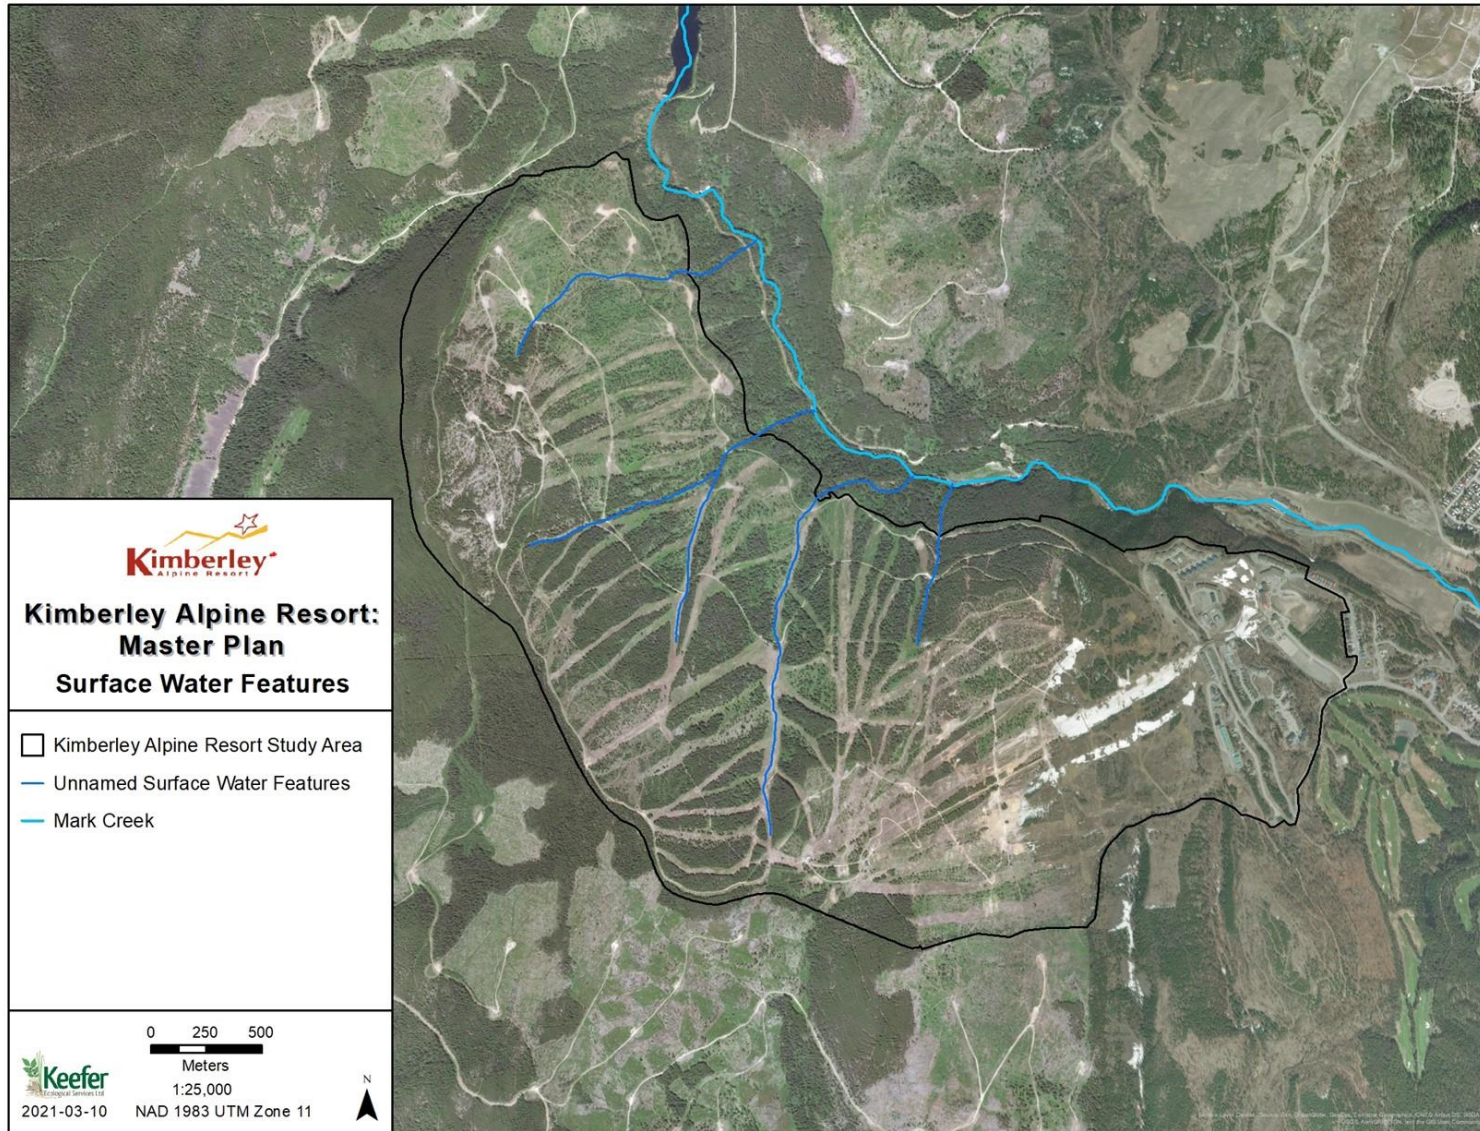 Kimberley
Alpine Resort
Kimberley Alpine Resort:
Master Plan
Surface Water Features
Kimberley Alpine Resort Study Area
Unnamed Surface Water Features
Mark Creek
0 250 500
Meters
1:25,000
NAD 1983 UTM Zone 11
Keefer
Ecological Services Ltd
2021-03-10
N